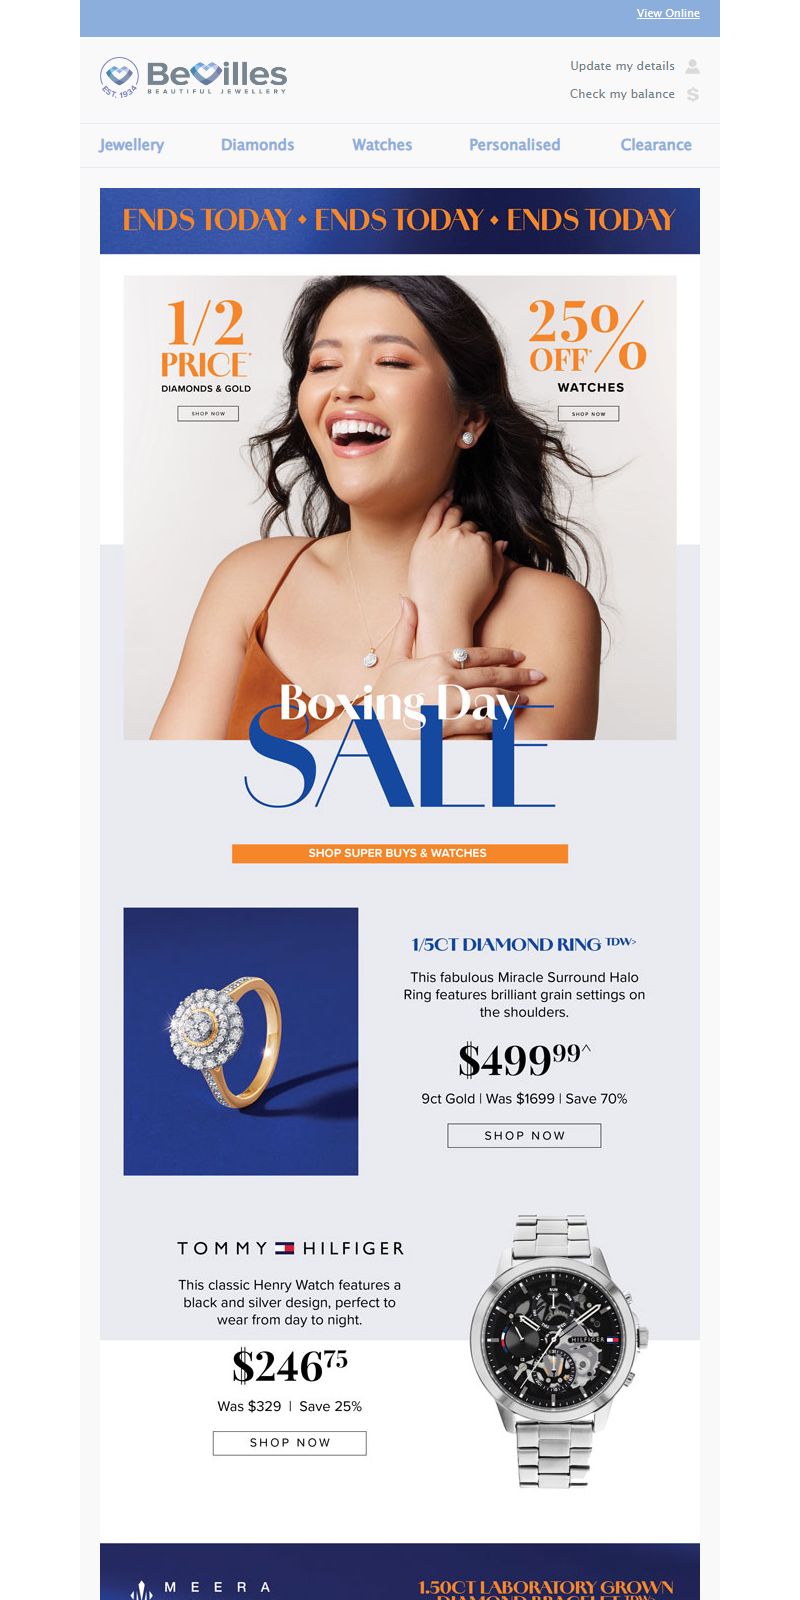 View Online
BeVilles
BEAUTIFUL JEWELLERY
EST. 1934
Update my details
Check my balance
Jewellery Diamonds Watches Personalised Clearance
ENDS TODAY • ENDS TODAY • ENDS TODAY
1/2
PRICE*
DIAMONDS & GOLD
SHOP NOW
25%
OFF*
WATCHES
SHOP NOW
Boxing Day
SALE
SHOP SUPER BUYS & WATCHES
1/5CT DIAMOND RING TDW>
This fabulous Miracle Surround Halo
Ring features brilliant grain settings on
the shoulders.
$499.99^
9ct Gold | Was $1699 | Save 70%
SHOP NOW
TOMMY HILFIGER
This classic Henry Watch features a
black and silver design, perfect to
wear from day to night.
$246.75
Was $329 | Save 25%
SHOP NOW
HILFIGER
MEERA
1.50CT LABORATORY GROWN
DIAMOND BRACELET TDW>